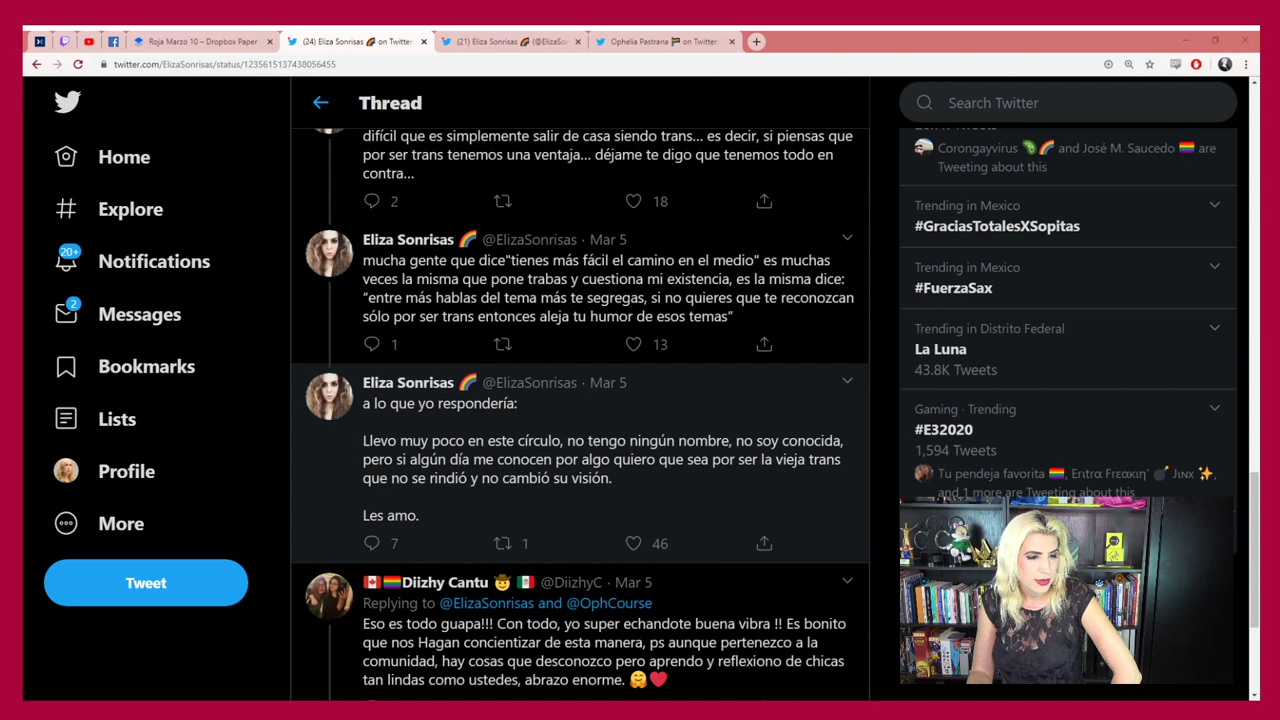 Roja Marzo 10 – Dropbox Paper
(24) Eliza Sonrisas 🌈 on Twitter
(21) Eliza Sonrisas 🌈 (@ElizaSon
Ophelia Pastrana 🏴 on Twitter
twitter.com/ElizaSonrisas/status/1235615137438056455
Home
Explore
20+
Notifications
2
Messages
Bookmarks
Lists
Profile
More
Tweet
Thread
difícil que es simplemente salir de casa siendo trans... es decir, si piensas que
por ser trans tenemos una ventaja... déjame te digo que tenemos todo en
contra...
2 18
Eliza Sonrisas 🌈 @ElizaSonrisas · Mar 5
mucha gente que dice"tienes más fácil el camino en el medio" es muchas
veces la misma que pone trabas y cuestiona mi existencia, es la misma dice:
“entre más hablas del tema más te segregas, si no quieres que te reconozcan
sólo por ser trans entonces aleja tu humor de esos temas”
1 13
Eliza Sonrisas 🌈 @ElizaSonrisas · Mar 5
a lo que yo respondería:
Llevo muy poco en este círculo, no tengo ningún nombre, no soy conocida,
pero si algún día me conocen por algo quiero que sea por ser la vieja trans
que no se rindió y no cambió su visión.
Les amo.
7 1 46
🇨🇦🏳️‍🌈Diizhy Cantu 🤠 🇲🇽 @DiizhyC · Mar 5
Replying to @ElizaSonrisas and @OphCourse
Eso es todo guapa!!! Con todo, yo super echandote buena vibra !! Es bonito
que nos Hagan concientizar de esta manera, ps aunque pertenezco a la
comunidad, hay cosas que desconozco pero aprendo y reflexiono de chicas
tan lindas como ustedes, abrazo enorme. 🤗❤️
Search Twitter
Corongayvirus 🦠🌈 and José M. Saucedo 🏳️‍🌈 are
Tweeting about this
Trending in Mexico
#GraciasTotalesXSopitas
Trending in Mexico
#FuerzaSax
Trending in Distrito Federal
La Luna
43.8K Tweets
Gaming · Trending
#E32020
1,594 Tweets
Tu pendeja favorita 🏳️‍🌈, Erιtra Freaκιη' 💣 Jιηx ✨,
and 1 more are Tweeting about this